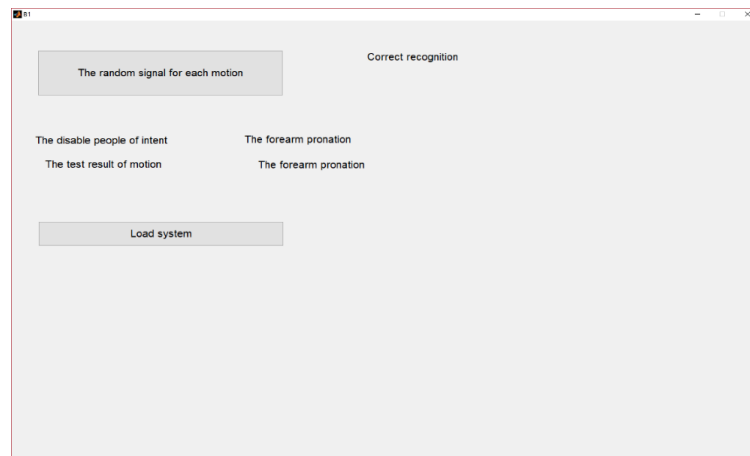 B1
Correct recognition
The random signal for each motion
The disable people of intent The forearm pronation
The test result of motion The forearm pronation
Load system